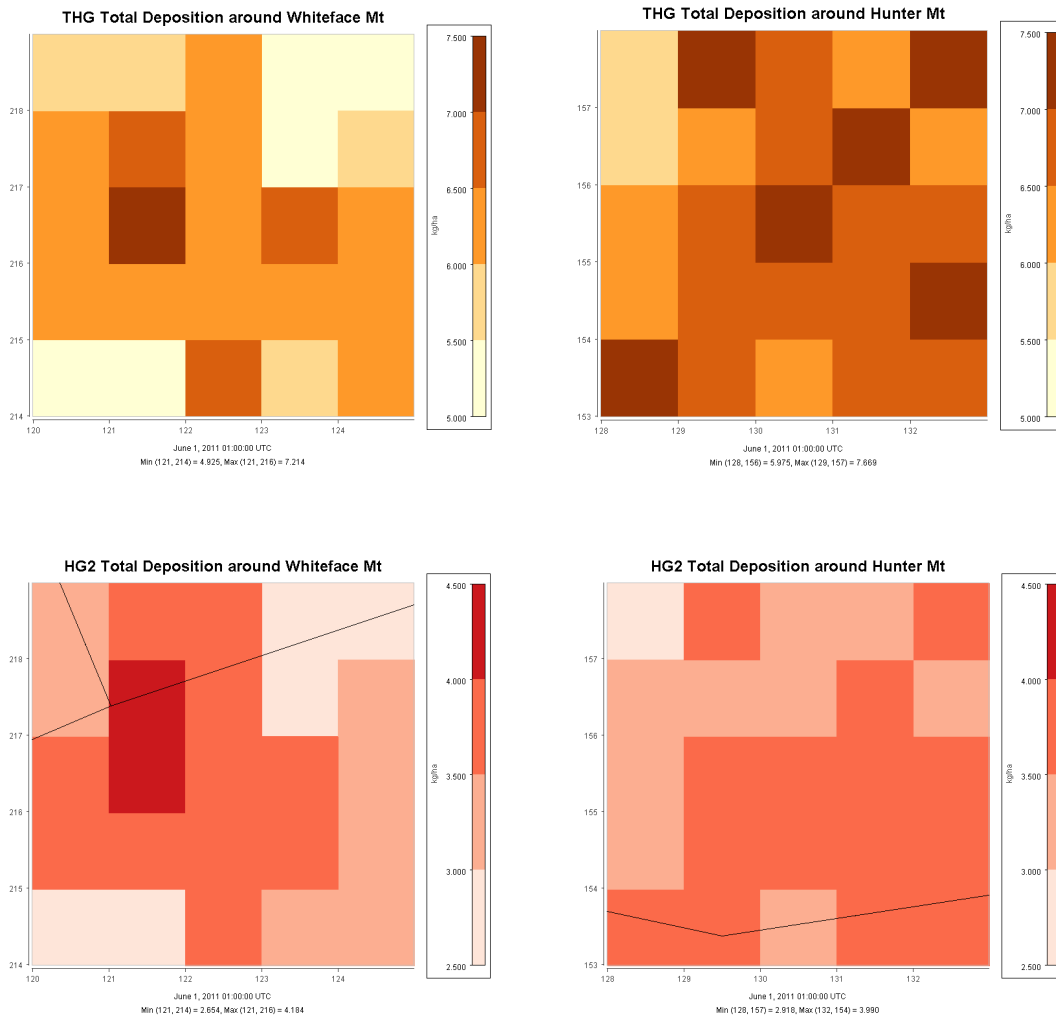 THG Total Deposition around Whiteface Mt
7.500
7.000
6.500
6.000
5.500
5.000
kg/ha
218
217
216
215
214
120 121 122 123 124
June 1, 2011 01:00:00 UTC
Min (121, 214) = 4.925, Max (121, 216) = 7.214
THG Total Deposition around Hunter Mt
7.500
7.000
6.500
6.000
5.500
5.000
kg/ha
157
156
155
154
153
128 129 130 131 132
June 1, 2011 01:00:00 UTC
Min (128, 156) = 5.975, Max (129, 157) = 7.669
HG2 Total Deposition around Whiteface Mt
4.500
4.000
3.500
3.000
2.500
kg/ha
218
217
216
215
214
120 121 122 123 124
June 1, 2011 01:00:00 UTC
Min (121, 214) = 2.654, Max (121, 216) = 4.184
HG2 Total Deposition around Hunter Mt
4.500
4.000
3.500
3.000
2.500
kg/ha
157
156
155
154
153
128 129 130 131 132
June 1, 2011 01:00:00 UTC
Min (128, 157) = 2.918, Max (132, 154) = 3.990